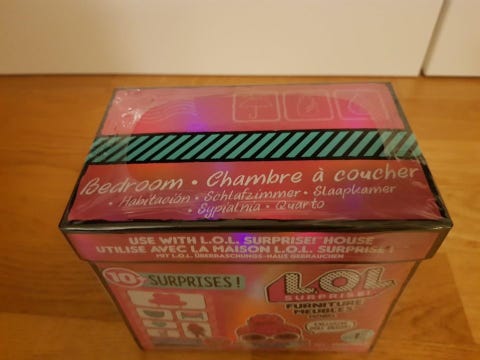 Bedroom • Chambre à coucher
• Habitación • Schlafzimmer • Slaapkamer
• Sypialnia • Quarto
USE WITH L.O.L. SURPRISE! HOUSE
UTILISE AVEC LA MAISON L.O.L. SURPRISE!
MIT L.O.L. ÜBERRASCHUNGS-HAUS GEBRAUCHEN
10+ SURPRISES!
L.O.L.
SURPRISE!
FURNITURE
MEUBLES